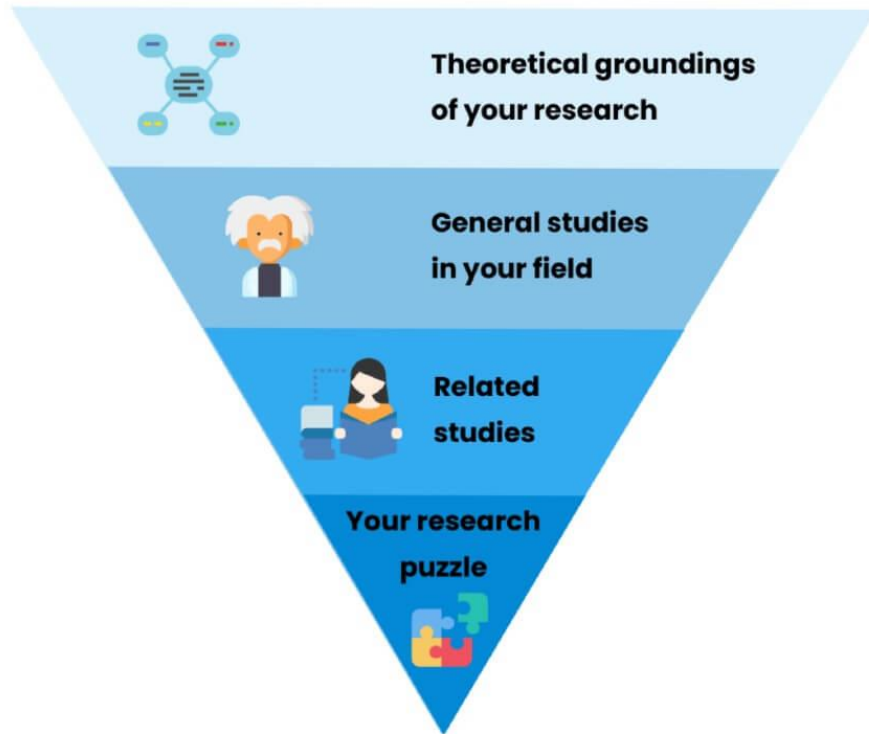 Theoretical groundings
of your research
General studies
in your field
Related
studies
Your research
puzzle